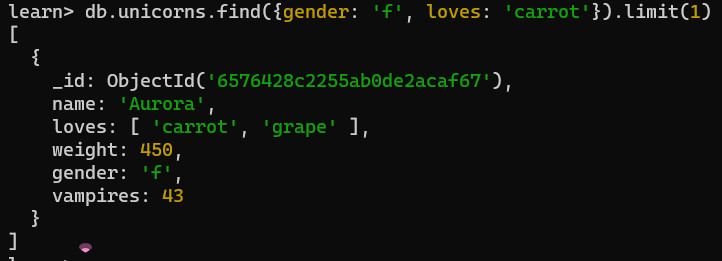 learn> db.unicorns.find({gender: 'f', loves: 'carrot'}).limit(1)
[
  {
    _id: ObjectId('6576428c2255ab0de2acaf67'),
    name: 'Aurora',
    loves: [ 'carrot', 'grape' ],
    weight: 450,
    gender: 'f',
    vampires: 43
  }
]